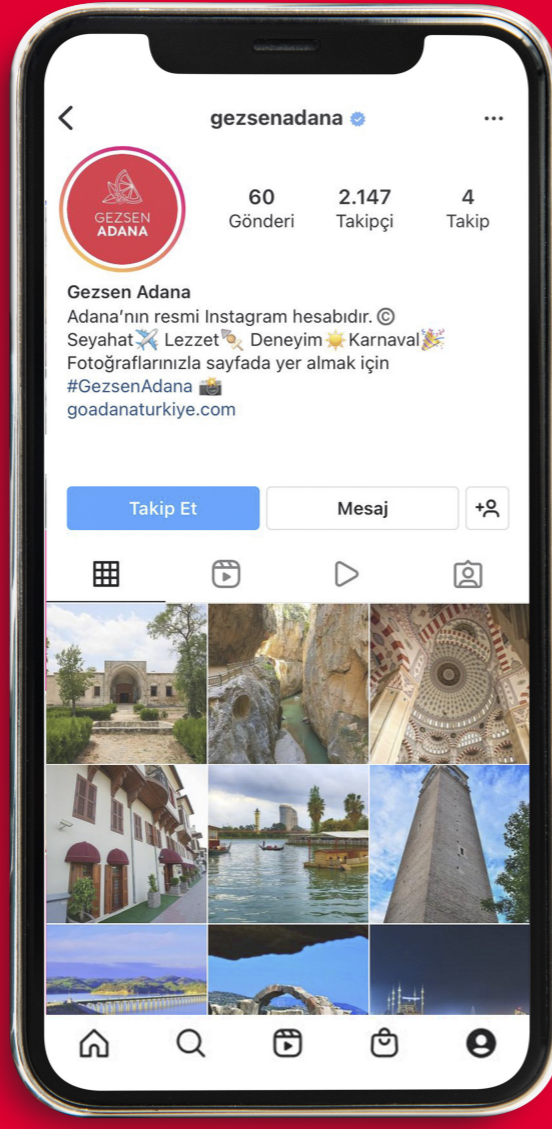 gezsenadana
GEZSEN
ADANA
60
Gönderi
2.147
Takipçi
4
Takip
Gezsen Adana
Adana’nın resmi Instagram hesabıdır. ©
Seyahat✈️ Lezzet🍢 Deneyim☀️Karnaval🎉
Fotoğraflarınızla sayfada yer almak için
#GezsenAdana 📸
goadanaturkiye.com
Takip Et
Mesaj